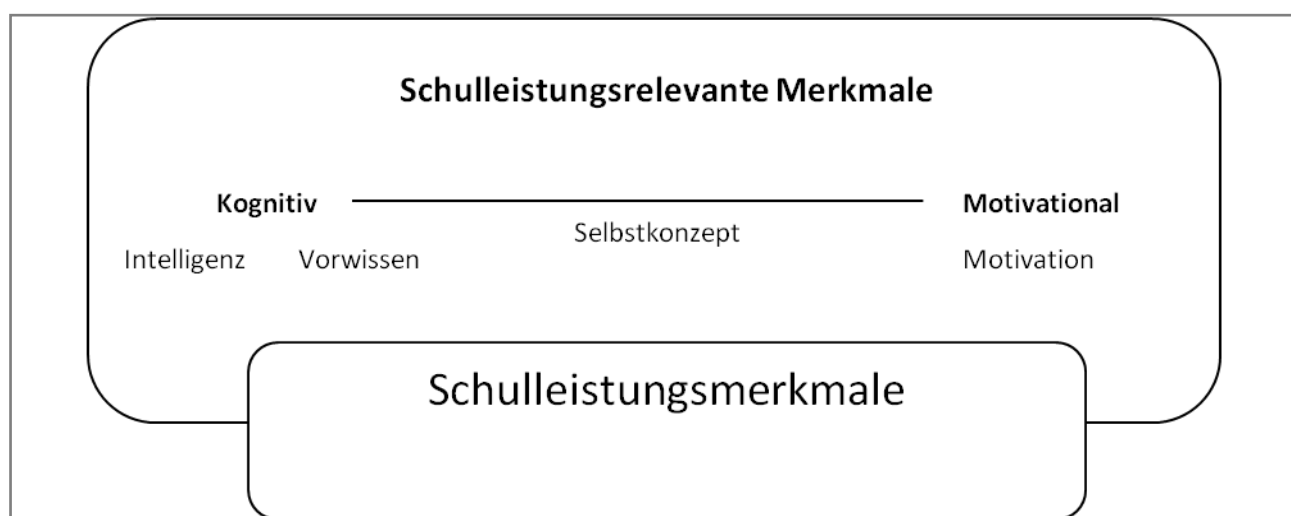 Schulleistungsrelevante Merkmale
Kognitiv Motivational
Selbstkonzept
Intelligenz Vorwissen Motivation
Schulleistungsmerkmale